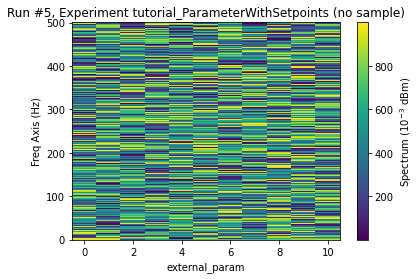 Run #5, Experiment tutorial_ParameterWithSetpoints (no sample)
500
400
300
200
100
0
Freq Axis (Hz)
0 2 4 6 8 10
external_param
800
600
400
200
Spectrum (10⁻³ dBm)